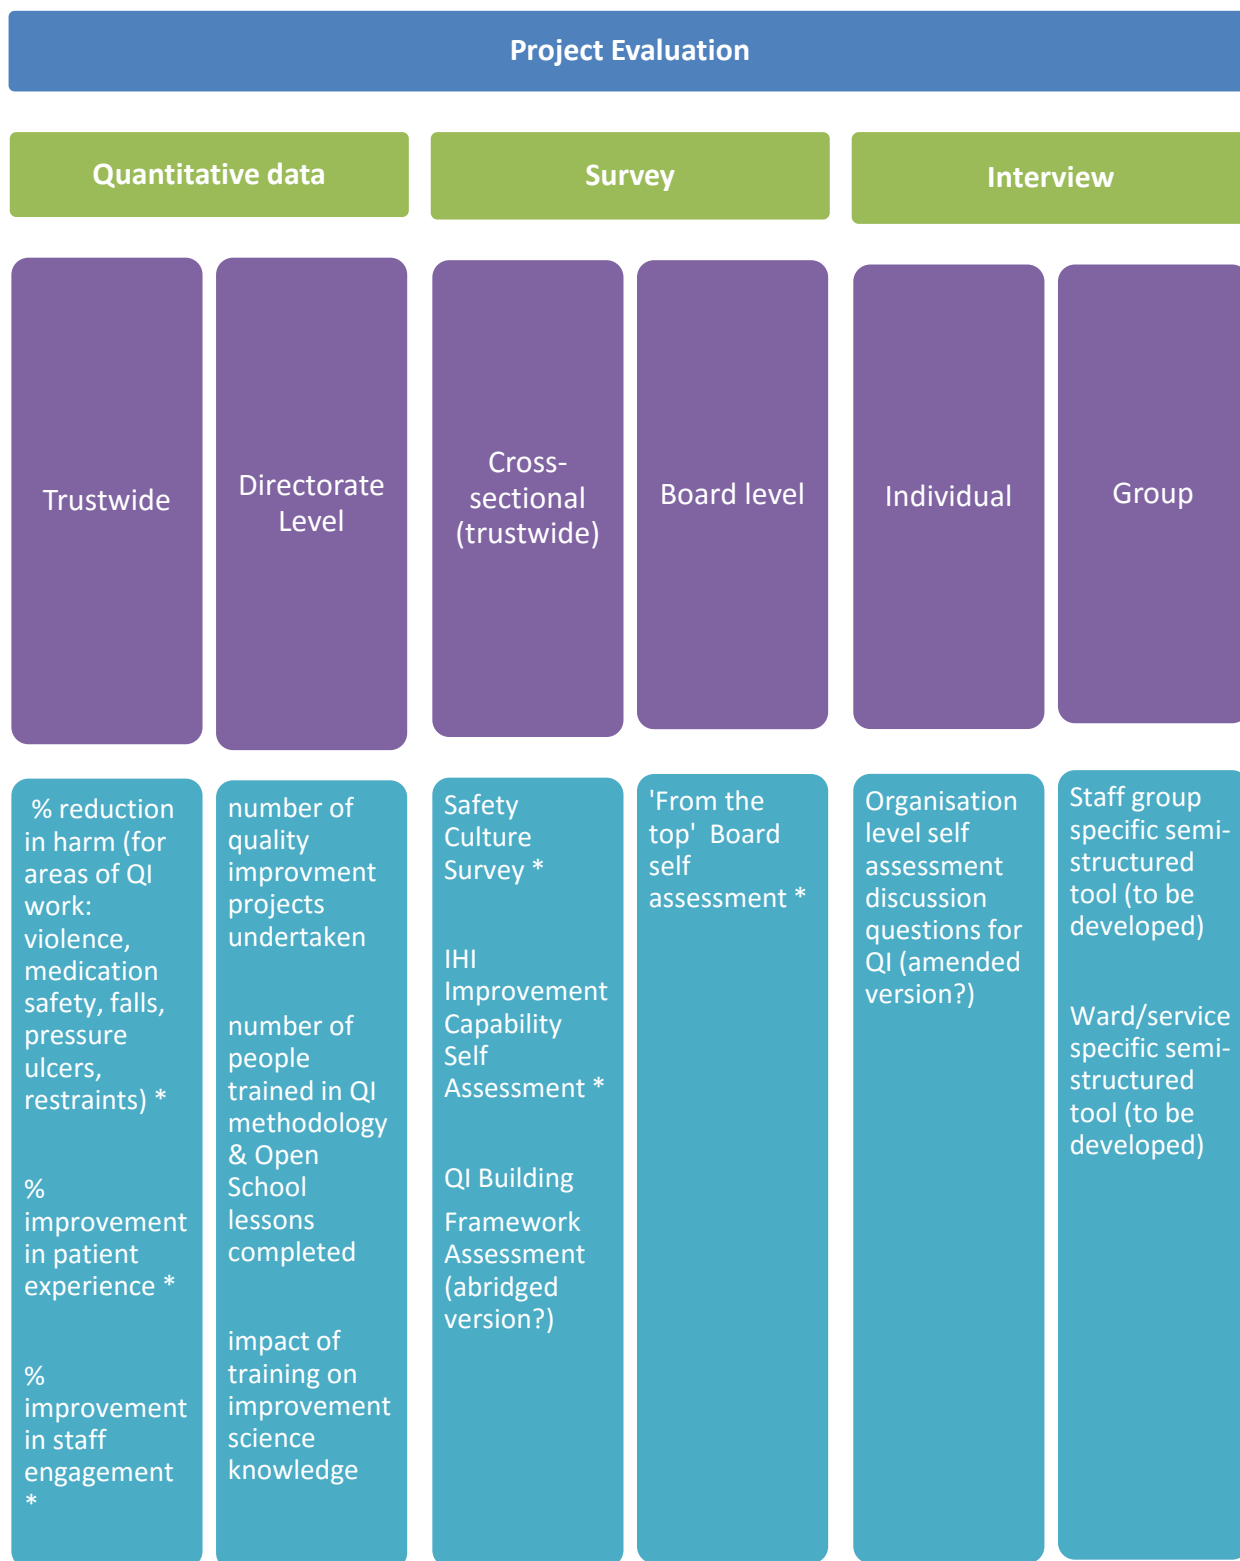 Project Evaluation
Quantitative data
Survey
Interview
Trustwide
Directorate
Level
Cross-
sectional
(trustwide)
Board level
Individual
Group
% reduction
in harm (for
areas of QI
work:
violence,
medication
safety, falls,
pressure
ulcers,
restraints) *
%
improvement
in patient
experience *
%
improvement
in staff
engagement
*
number of
quality
improvment
projects
undertaken
number of
people
trained in QI
methodology
& Open
School
lessons
completed
impact of
training on
improvement
science
knowledge
Safety
Culture
Survey *
IHI
Improvement
Capability
Self
Assessment *
QI Building
Framework
Assessment
(abridged
version?)
'From the
top'  Board
self
assessment *
Organisation
level self
assessment
discussion
questions for
QI (amended
version?)
Staff group
specific semi-
structured
tool (to be
developed)
Ward/service
specific semi-
structured
tool (to be
developed)